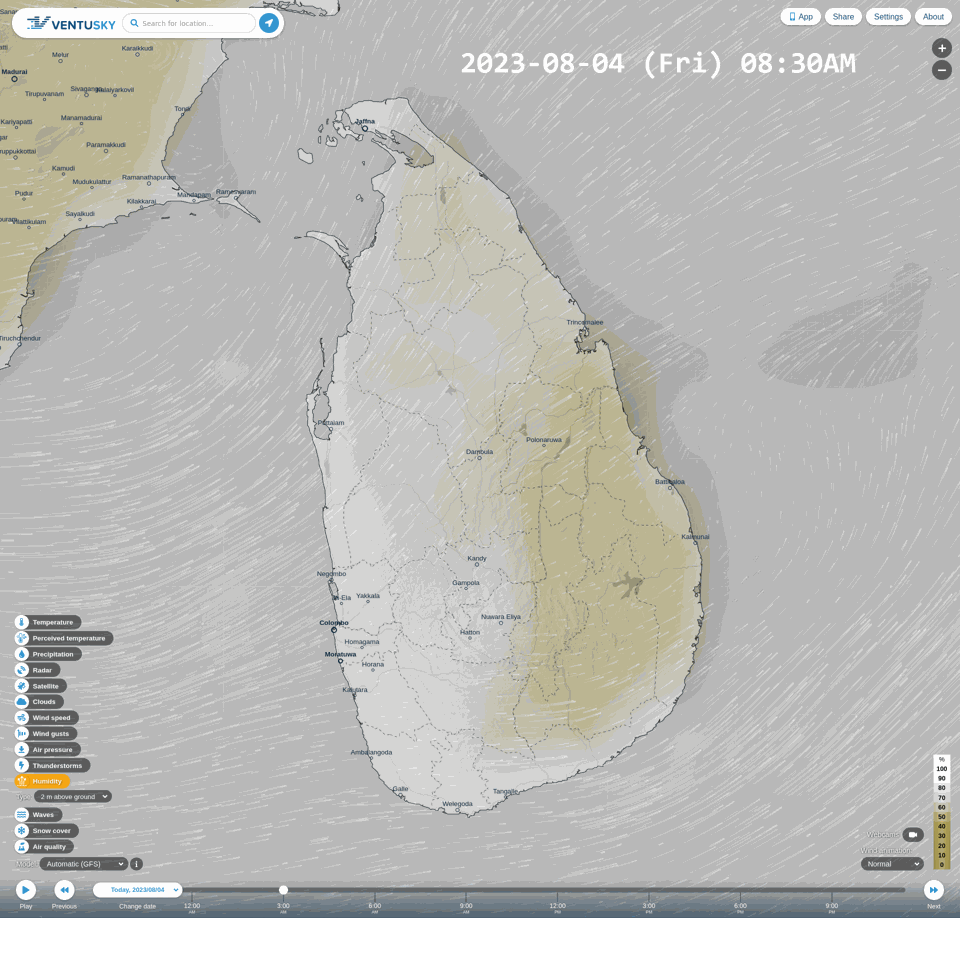 VENTUSKY
Search for location...
App
Share
Settings
About
2023-08-04 (Fri) 08:30AM
Karaikkudi
Melur
Madurai
Tirupuvanam
Tondi
Manamadurai
Kariyapatti
Paramakkudi
Kamudi
Ramanathapuram
Mudukulattur
Pudur
Mandapam
Rameswaram
Kilakkarai
Sayalkudi
Vilattikulam
Tiruchchendur
Jaffna
Trincomalee
Puttalam
Polonaruwa
Dambula
Batticaloa
Kalmunai
Kandy
Negombo
Gampola
Yakkala
Nuwara Eliya
Colombo
Hatton
Homagama
Moratuwa
Horana
Kalutara
Ambalangoda
Galle
Tangalle
Welegoda
Temperature
Perceived temperature
Precipitation
Radar
Satellite
Clouds
Wind speed
Wind gusts
Air pressure
Thunderstorms
Humidity
Type 2 m above ground
Waves
Snow cover
Air quality
Model Automatic (GFS)
%
100
90
80
70
60
50
40
30
20
10
0
Webcams
Wind animation
Normal
Play
Previous
Today, 2023/08/04
Change date
12:00 AM
3:00 AM
6:00 AM
9:00 AM
12:00 PM
3:00 PM
6:00 PM
9:00 PM
Next